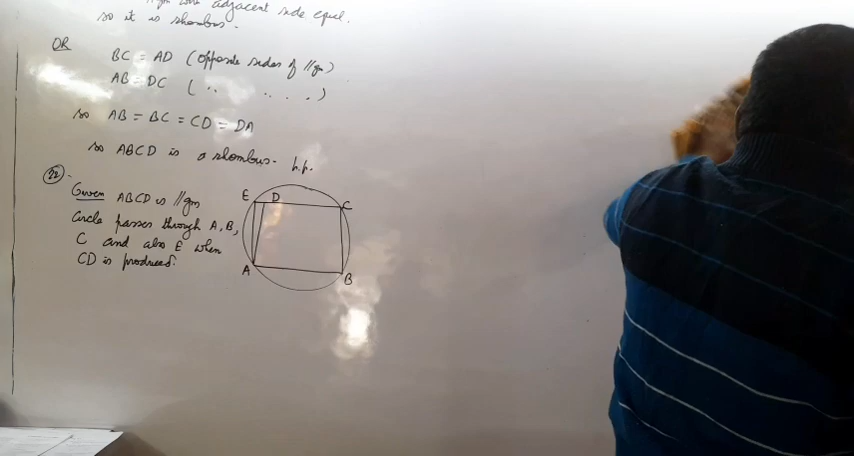 adjacent side equal.
so it is rhombus.
OR
BC = AD (opposite sides of //gm)
AB = DC ( ,, ,, . . )
so AB = BC = CD = DA
so ABCD is a rhombus. h.p.
22.
Given ABCD is //gm
Circle passes through A, B,
C and also E when
CD is produced.
E D C
A B